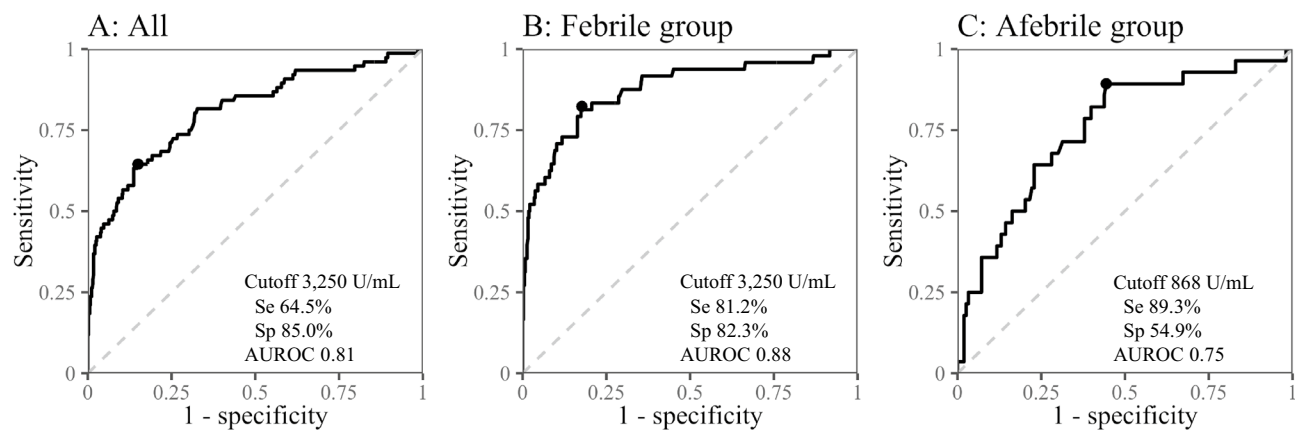 A: All
1
0.75
0.5
0.25
0
Sensitivity
Cutoff 3,250 U/mL
Se 64.5%
Sp 85.0%
AUROC 0.81
0 0.25 0.5 0.75 1
1 - specificity
B: Febrile group
1
0.75
0.5
0.25
0
Sensitivity
Cutoff 3,250 U/mL
Se 81.2%
Sp 82.3%
AUROC 0.88
0 0.25 0.5 0.75 1
1 - specificity
C: Afebrile group
1
0.75
0.5
0.25
0
Sensitivity
Cutoff 868 U/mL
Se 89.3%
Sp 54.9%
AUROC 0.75
0 0.25 0.5 0.75 1
1 - specificity